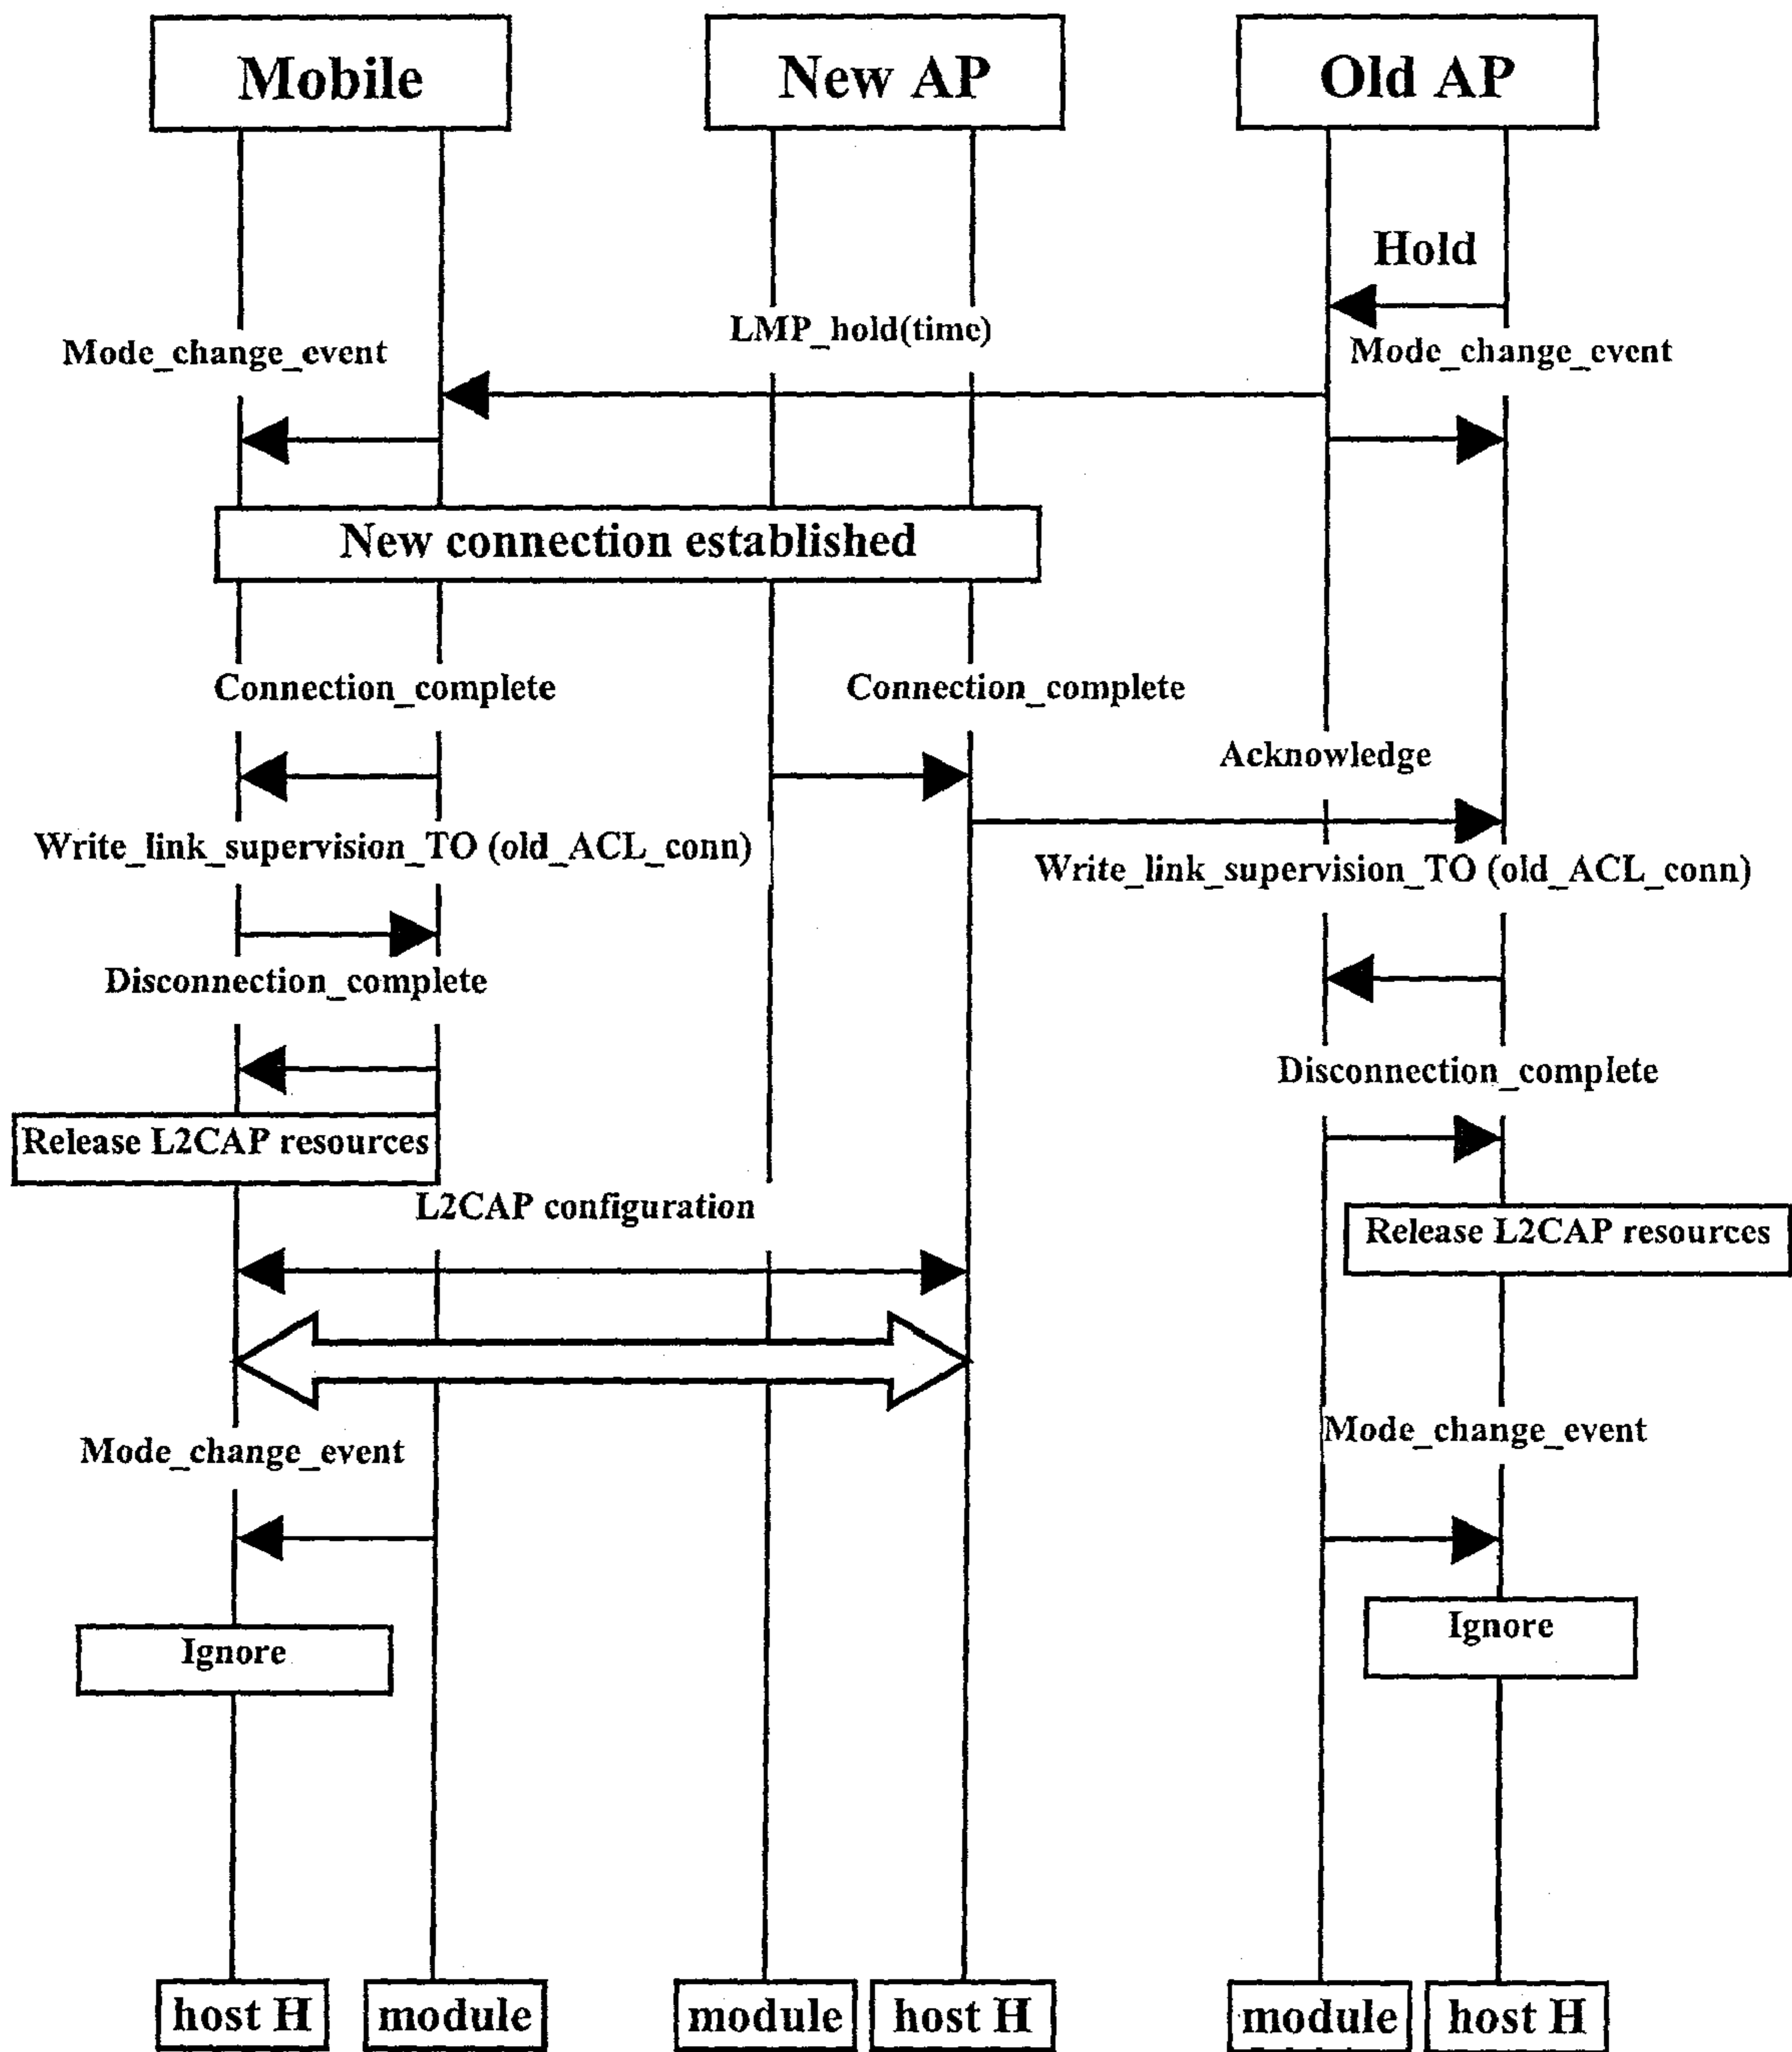 Mobile
New AP
Old AP
Hold
LMP_hold(time)
Mode_change_event
Mode_change_event
New connection established
Connection_complete
Connection_complete
Acknowledge
Write_link_supervision_TO (old_ACL_conn)
Write_link_supervision_TO (old_ACL_conn)
Disconnection_complete
Disconnection_complete
Release L2CAP resources
L2CAP configuration
Release L2CAP resources
Mode_change_event
Mode_change_event
Ignore
Ignore
host H
module
module
host H
module
host H